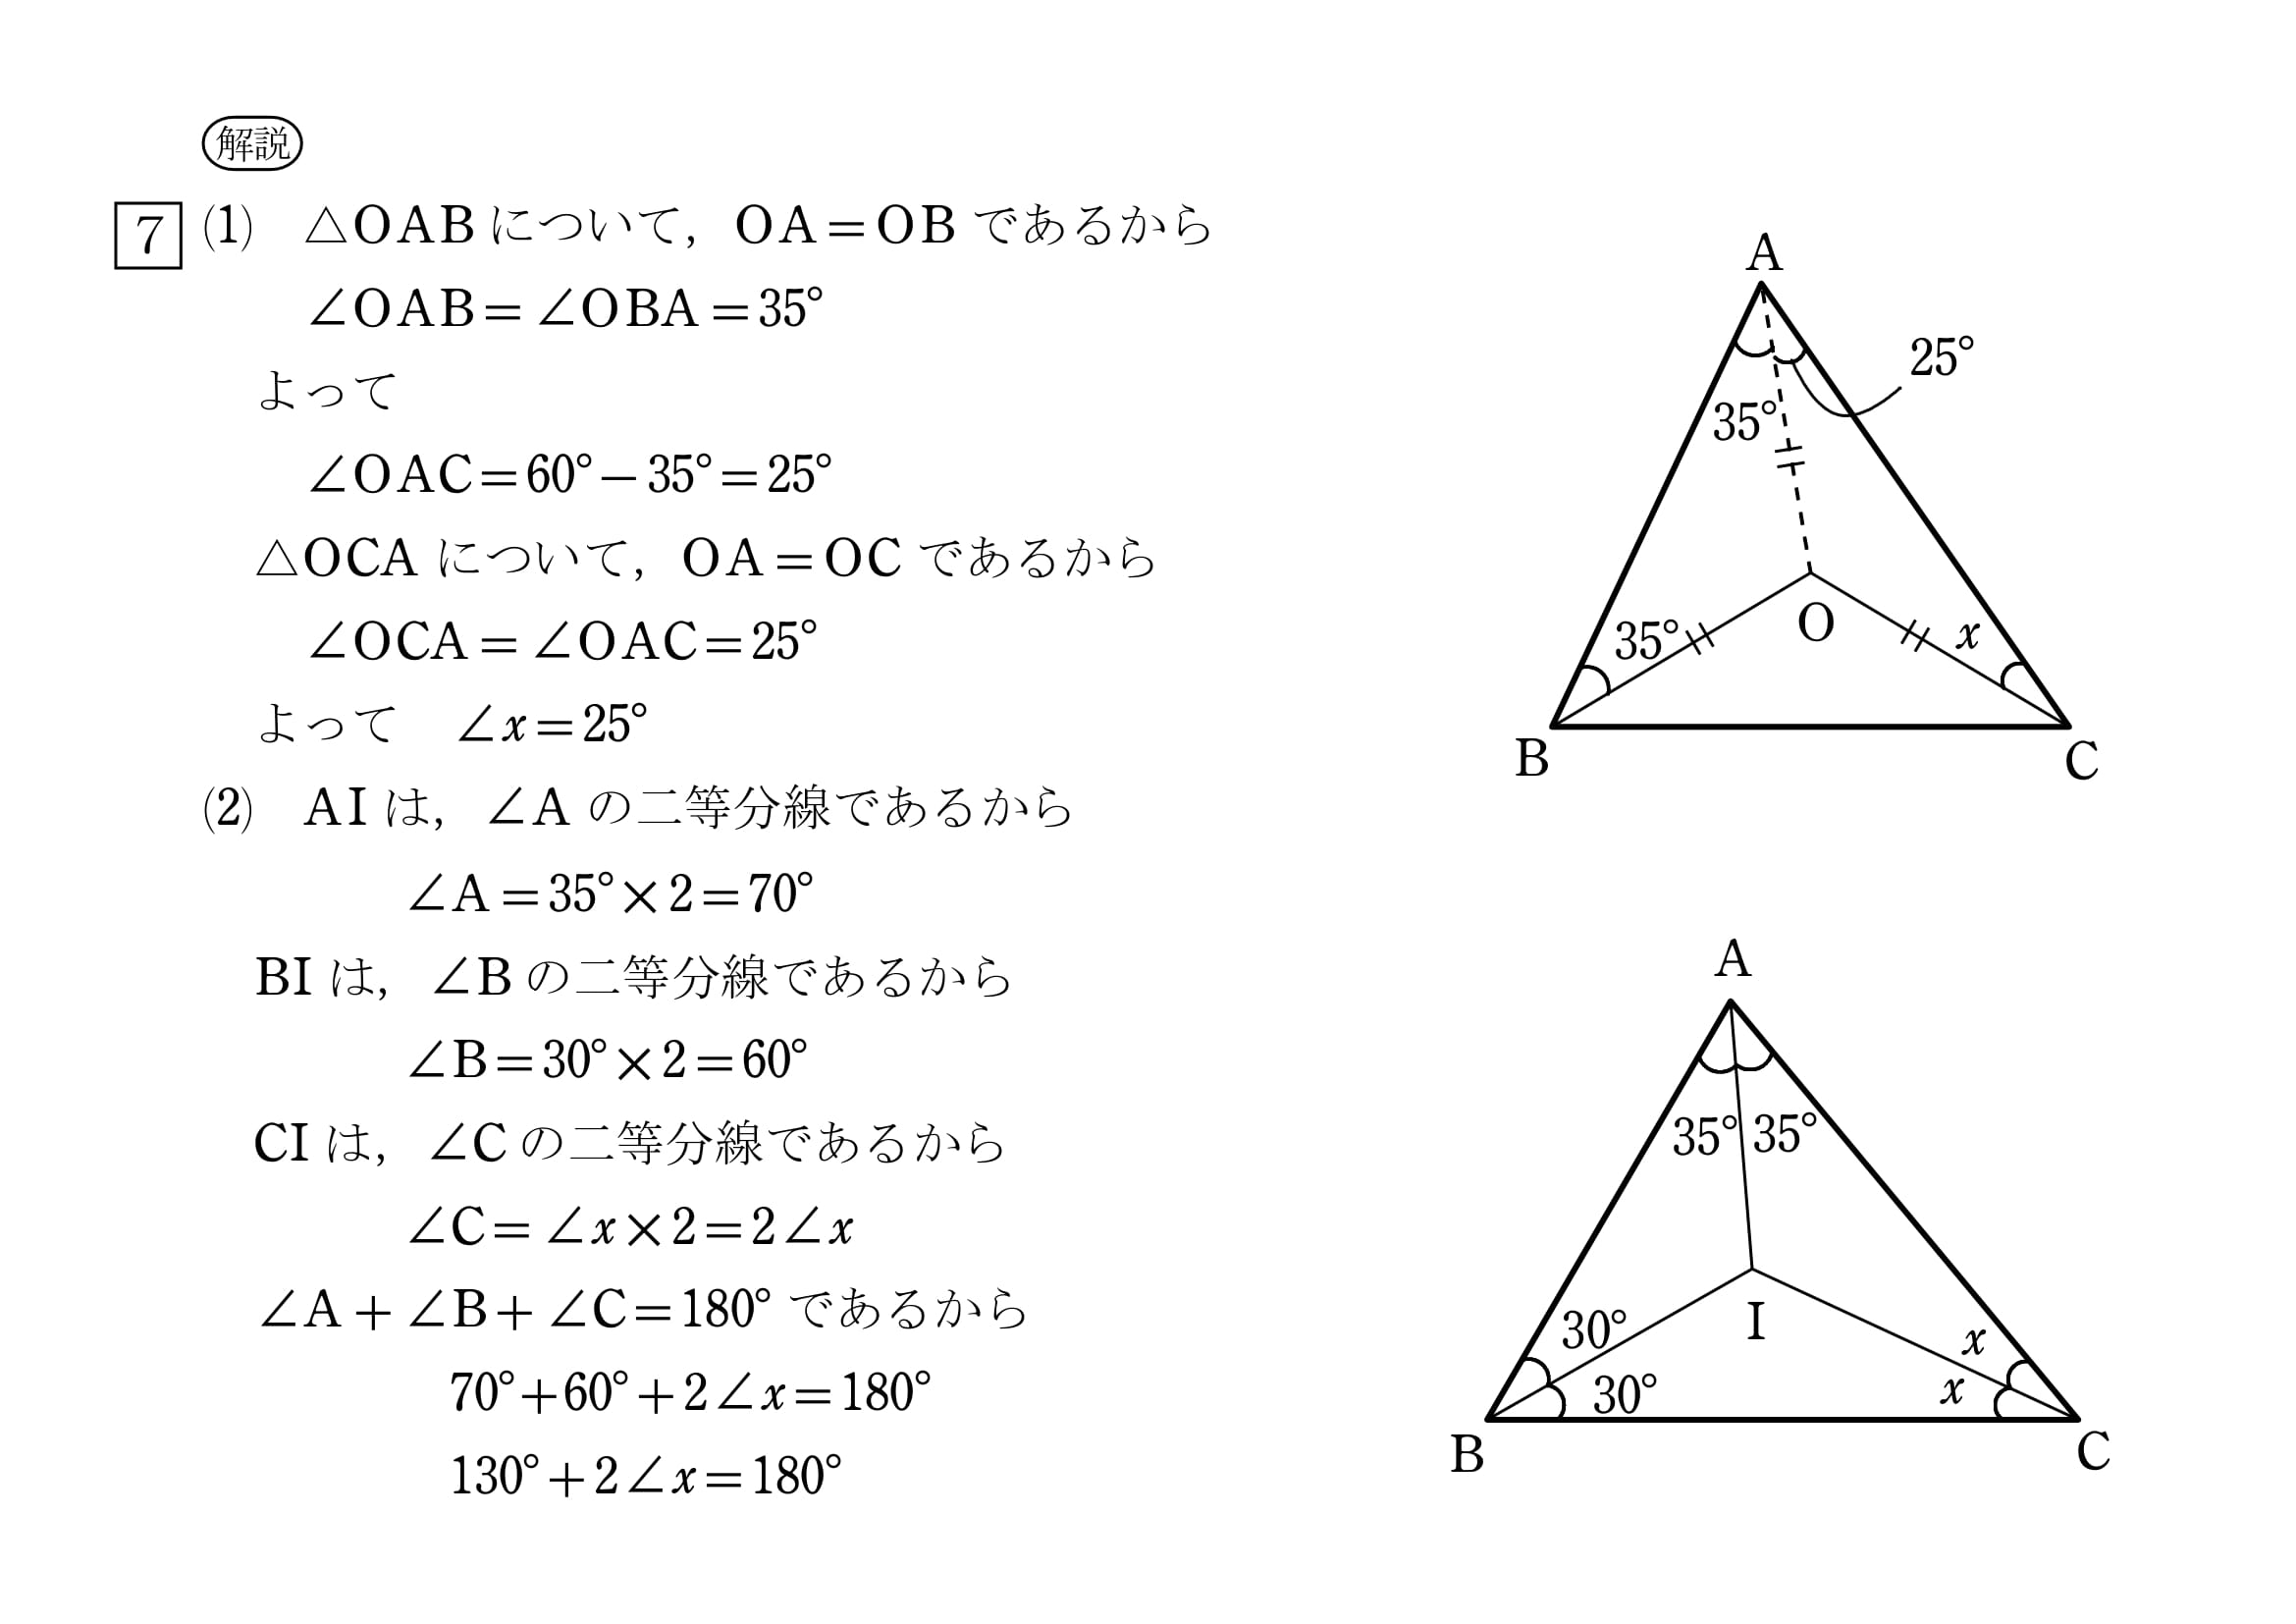 解説
7 (1) △OAB について，OA＝OB であるから
∠OAB＝∠OBA＝35°
よって
∠OAC＝60°－35°＝25°
△OCA について，OA＝OC であるから
∠OCA＝∠OAC＝25°
よって ∠x＝25°
(2) AI は，∠A の二等分線であるから
∠A＝35°×2＝70°
BI は，∠B の二等分線であるから
∠B＝30°×2＝60°
CI は，∠C の二等分線であるから
∠C＝∠x×2＝2∠x
∠A＋∠B＋∠C＝180° であるから
70°＋60°＋2∠x＝180°
130°＋2∠x＝180°
A
25°
35°
O
35°
x
B
C
A
35°
35°
I
30°
x
30°
x
B
C